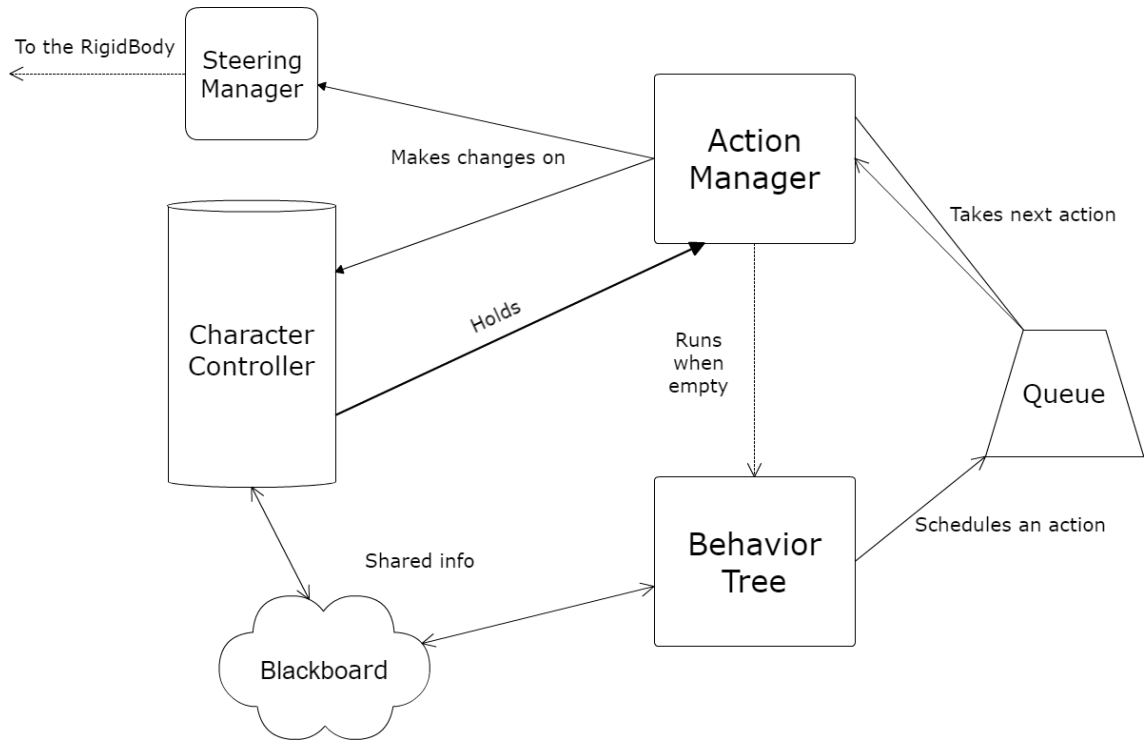 To the RigidBody
Steering
Manager
Makes changes on
Action
Manager
Takes next action
Character
Controller
Holds
Runs
when
empty
Queue
Behavior
Tree
Schedules an action
Shared info
Blackboard